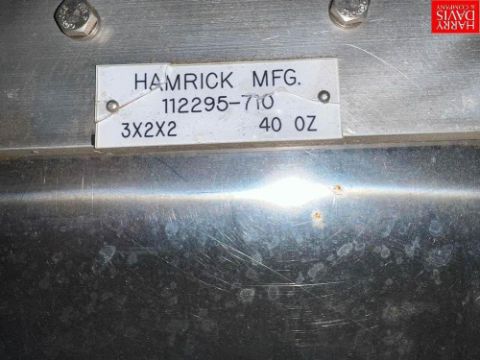 HARRY
DAVIS
& COMPANY
HAMRICK MFG.
112295-710
3X2X2 40 OZ